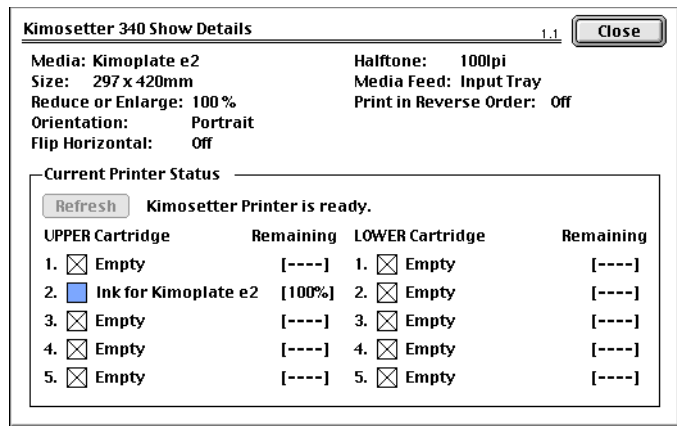 Kimosetter 340 Show Details 1.1 Close
Media: Kimoplate e2 Halftone: 100lpi
Size: 297 x 420mm Media Feed: Input Tray
Reduce or Enlarge: 100 % Print in Reverse Order: Off
Orientation: Portrait
Flip Horizontal: Off
Current Printer Status
Refresh Kimosetter Printer is ready.
UPPER Cartridge Remaining LOWER Cartridge Remaining
1. Empty [----] 1. Empty [----]
2. Ink for Kimoplate e2 [100%] 2. Empty [----]
3. Empty [----] 3. Empty [----]
4. Empty [----] 4. Empty [----]
5. Empty [----] 5. Empty [----]